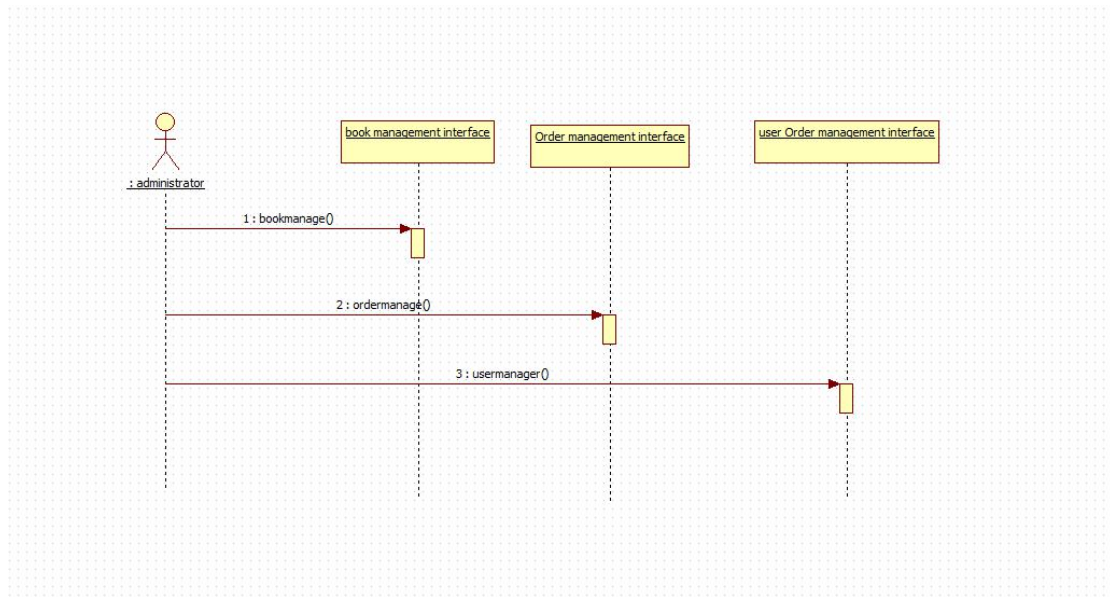 book management interface
Order management interface
user Order management interface
: administrator
1 : bookmanage()
2 : ordermanage()
3 : usermanager()